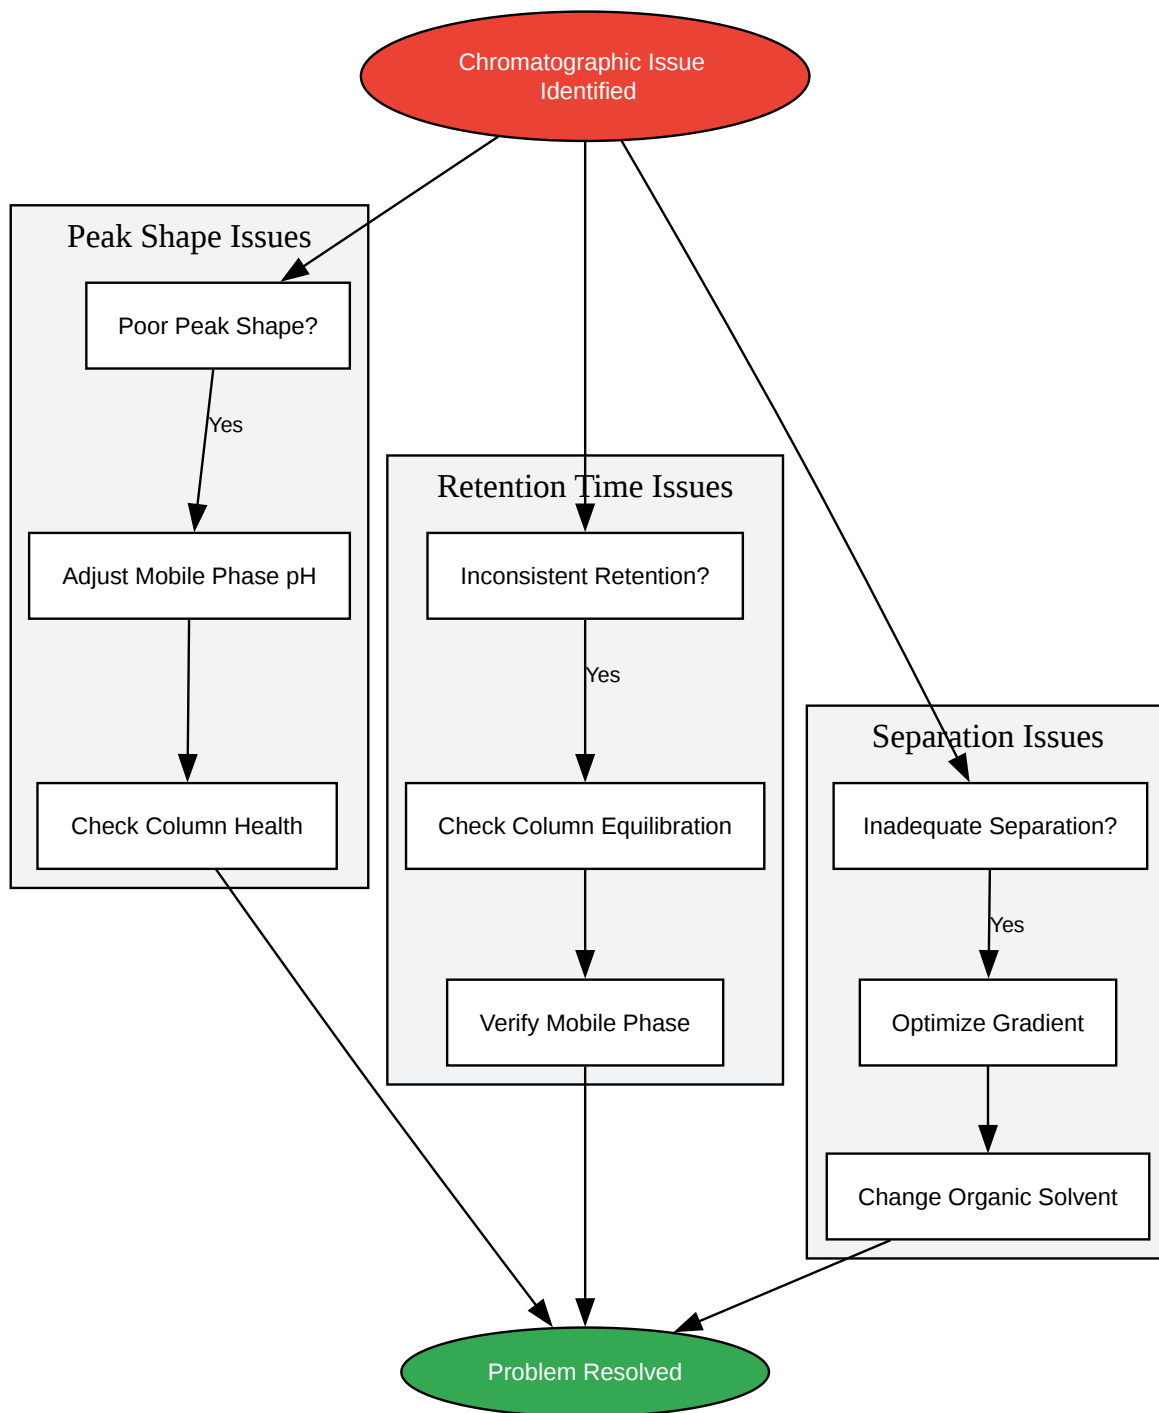 Chromatographic Issue
Identified
Peak Shape Issues
Poor Peak Shape?
Yes
Adjust Mobile Phase pH
Check Column Health
Retention Time Issues
Inconsistent Retention?
Yes
Check Column Equilibration
Verify Mobile Phase
Separation Issues
Inadequate Separation?
Yes
Optimize Gradient
Change Organic Solvent
Problem Resolved